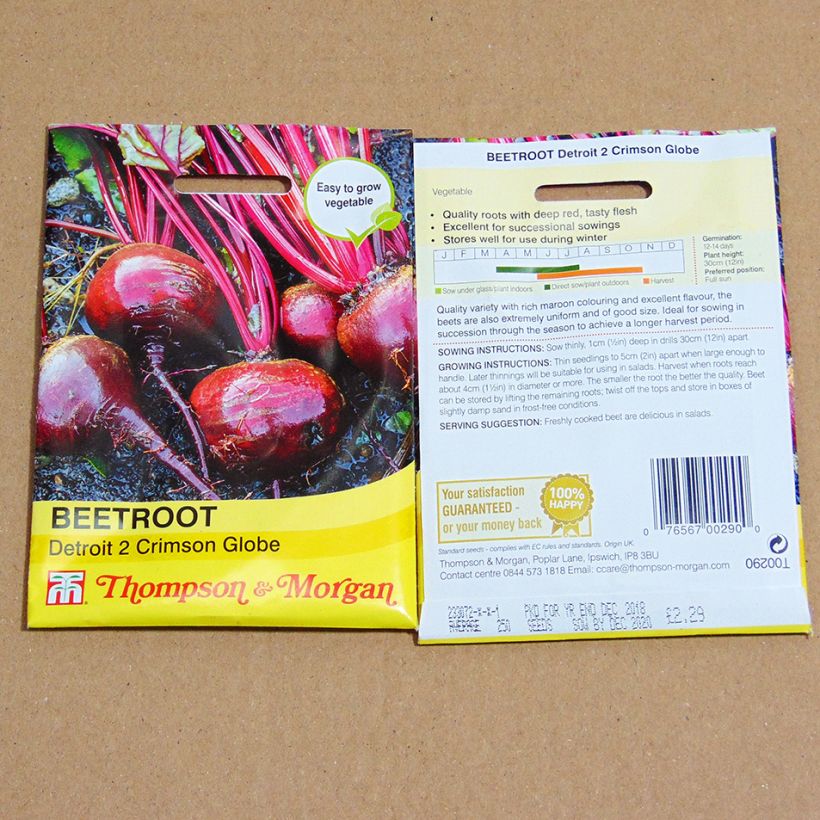 Easy to grow
vegetable
BEETROOT
Detroit 2 Crimson Globe
Thompson & Morgan
BEETROOT Detroit 2 Crimson Globe
Vegetable
• Quality roots with deep red, tasty flesh
• Excellent for successional sowings
• Stores well for use during winter
J F M A M J J A S O N D
Sow under glass/plant indoors Direct sow/plant outdoors Harvest
Germination:
12-14 days
Plant height:
30cm (12in)
Preferred position:
Full sun
Quality variety with rich maroon colouring and excellent flavour, the
beets are also extremely uniform and of good size. Ideal for sowing in
succession through the season to achieve a longer harvest period.
SOWING INSTRUCTIONS: Sow thinly, 1cm (½in) deep in drills 30cm (12in) apart.
GROWING INSTRUCTIONS: Thin seedlings to 5cm (2in) apart when large enough to
handle. Later thinnings will be suitable for using in salads. Harvest when roots reach
about 4cm (1½in) in diameter or more. The smaller the root the better the quality. Beet
can be stored by lifting the remaining roots; twist off the tops and store in boxes of
slightly damp sand in frost-free conditions.
SERVING SUGGESTION: Freshly cooked beet are delicious in salads.
Your satisfaction
GUARANTEED -
or your money back
100%
HAPPY
0 76567 00290 0
Standard seeds - complies with EC rules and standards. Origin UK.
Thompson & Morgan, Poplar Lane, Ipswich, IP8 3BU
Contact centre 0844 573 1818 Email: ccare@thompson-morgan.com
T00290
233072-X-X-1 PKD FOR YR END DEC 2018
AVERAGE 250 SEEDS SOW BY DEC 2020 £2.29